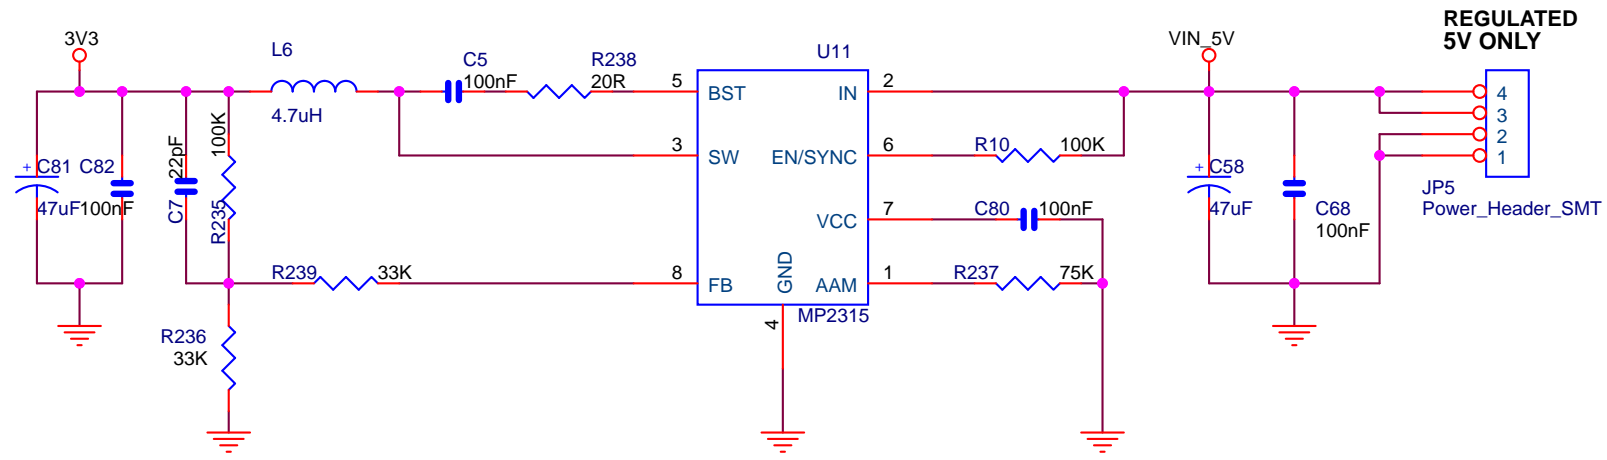 REGULATED
5V ONLY
3V3
VIN_5V
L6
4.7uH
C5
100nF
R238
20R
U11
5
BST
IN
2
3
SW
EN/SYNC
6
R10
100K
VCC
7
C80
100nF
8
FB
GND
AAM
1
R237
75K
4
MP2315
+
C81
47uF
C82
100nF
C7
22pF
R235
100K
R239
33K
R236
33K
+
C58
47uF
C68
100nF
4
3
2
1
JP5
Power_Header_SMT